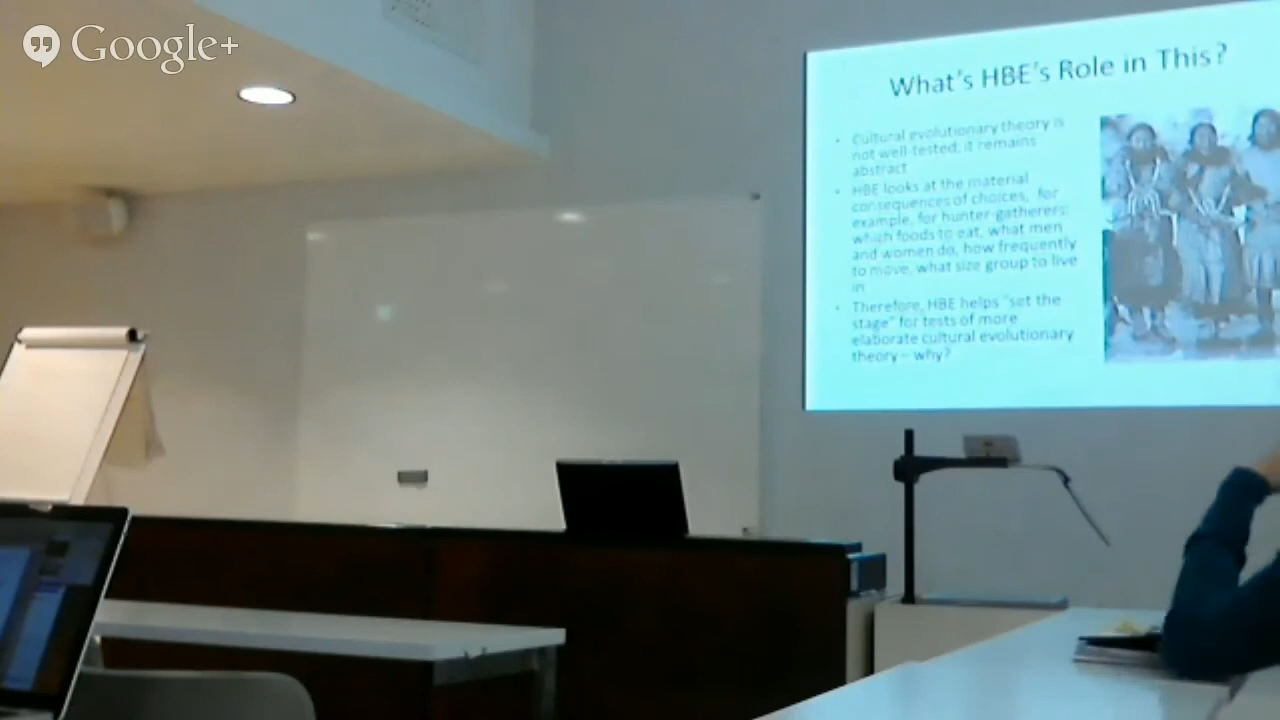 Google+
What's HBE's Role in This?
• Cultural evolutionary theory is
not well-tested; it remains
abstract
• HBE looks at the material
consequences of choices, for
example, for hunter-gatherers:
which foods to eat, what men
and women do, how frequently
to move, what size group to live
in
• Therefore, HBE helps "set the
stage" for tests of more
elaborate cultural evolutionary
theory – why?